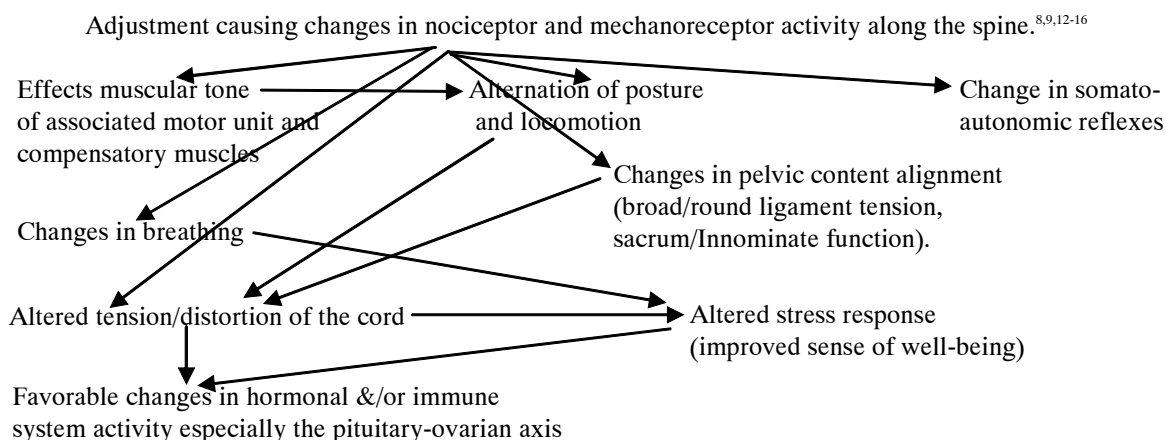 Adjustment causing changes in nociceptor and mechanoreceptor activity along the spine.8,9,12-16
Effects muscular tone
of associated motor unit and
compensatory muscles
Alternation of posture
and locomotion
Change in somato-
autonomic reflexes
Changes in pelvic content alignment
(broad/round ligament tension,
sacrum/Innominate function).
Changes in breathing
Altered tension/distortion of the cord
Altered stress response
(improved sense of well-being)
Favorable changes in hormonal &/or immune
system activity especially the pituitary-ovarian axis